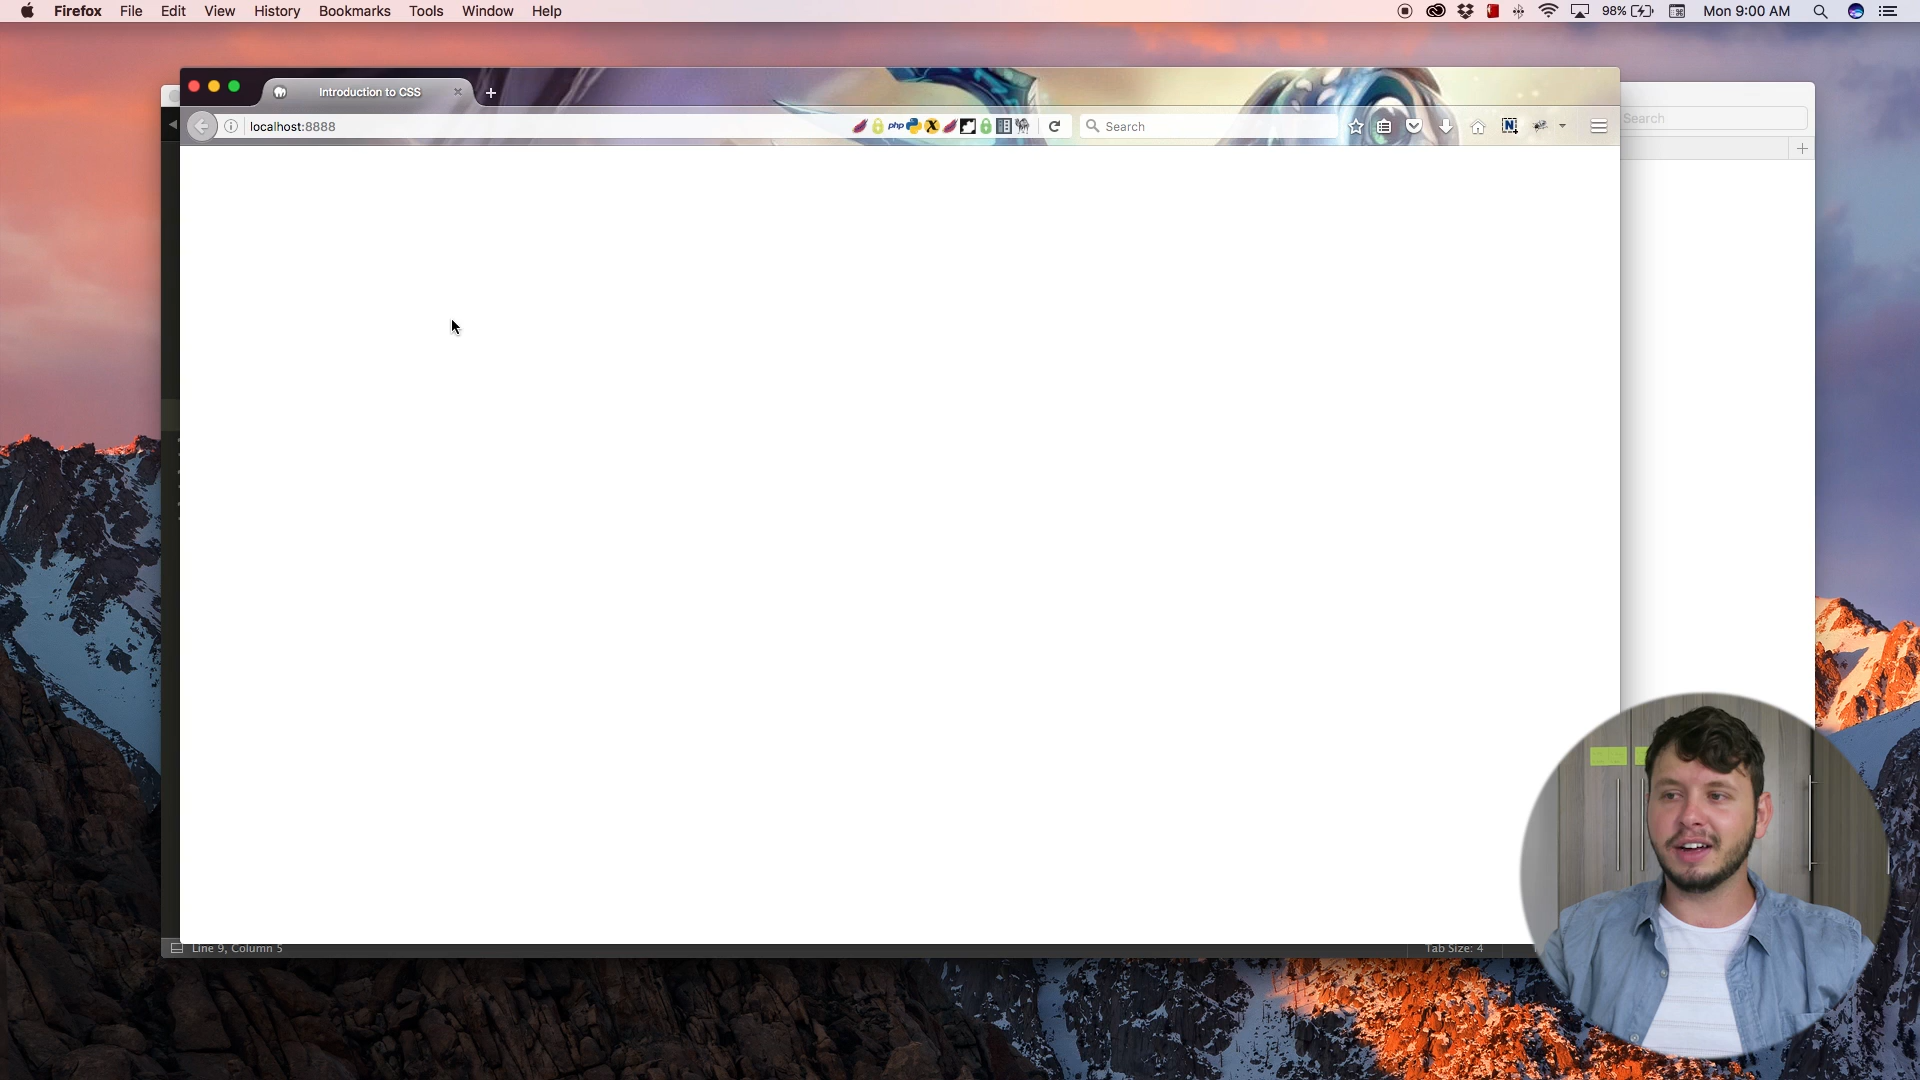 Firefox File Edit View History Bookmarks Tools Window Help 98% Mon 9:00 AM
Introduction to CSS
localhost:8888 php Search N
Search
Line 9, Column 5 Tab Size: 4